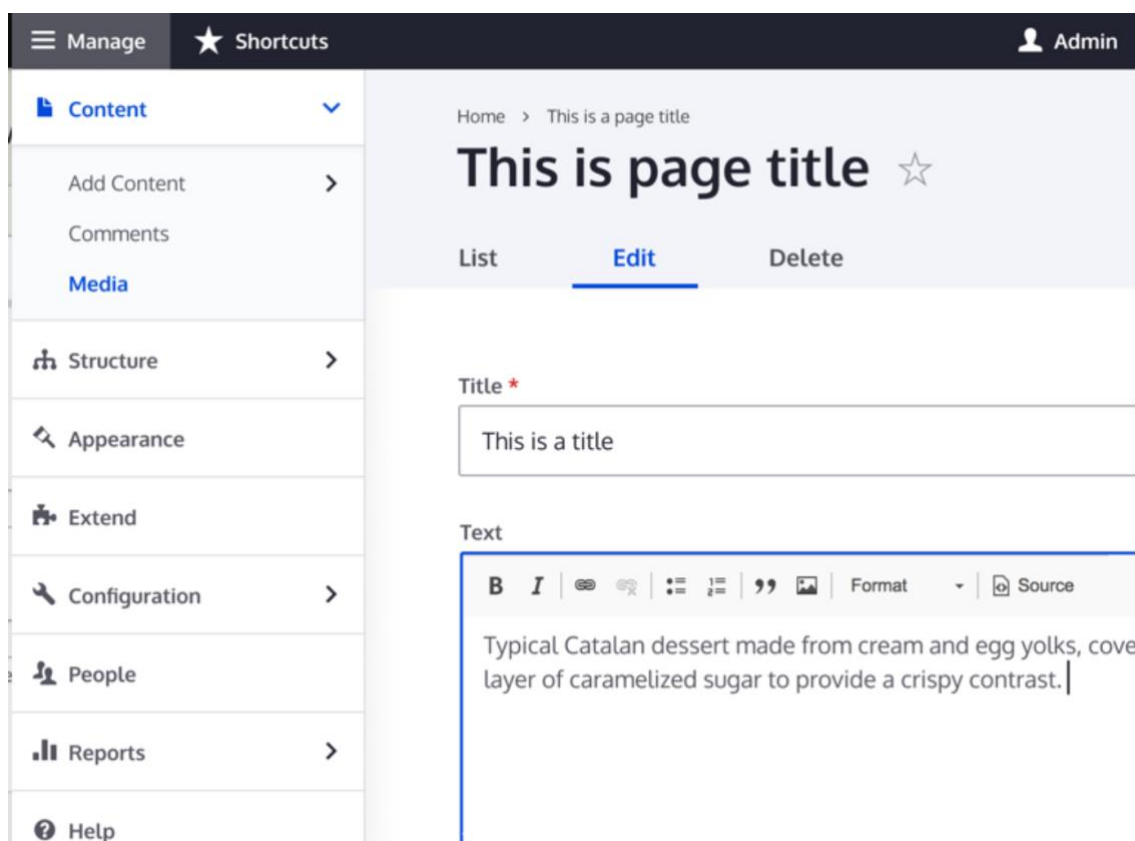 Manage Shortcuts Admin
Content
Add Content
Comments
Media
Structure
Appearance
Extend
Configuration
People
Reports
Help
Home > This is a page title
This is page title
List Edit Delete
Title *
This is a title
Text
B I Format Source
Typical Catalan dessert made from cream and egg yolks, cove
layer of caramelized sugar to provide a crispy contrast.